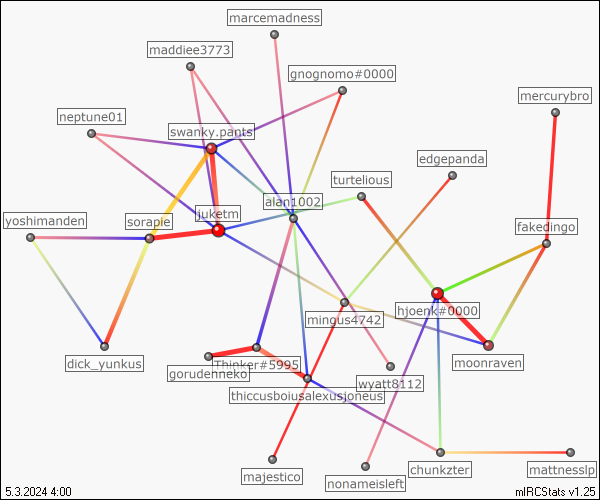 marcemadness
maddiee3773
gnognomo#0000
mercurybro
neptune01
swanky.pants
edgepanda
turtelious
alan1002
juketm
yoshimanden
sorapie
fakedingo
hjoenk#0000
mingus4742
dick_yunkus
Thinker#5995
moonraven
gorudenneko
wyatt8112
thiccusboiusalexusjoneus
majestico
nonameisleft
chunkzter
mattnesslp
5.3.2024 4:00
mIRCStats v1.25